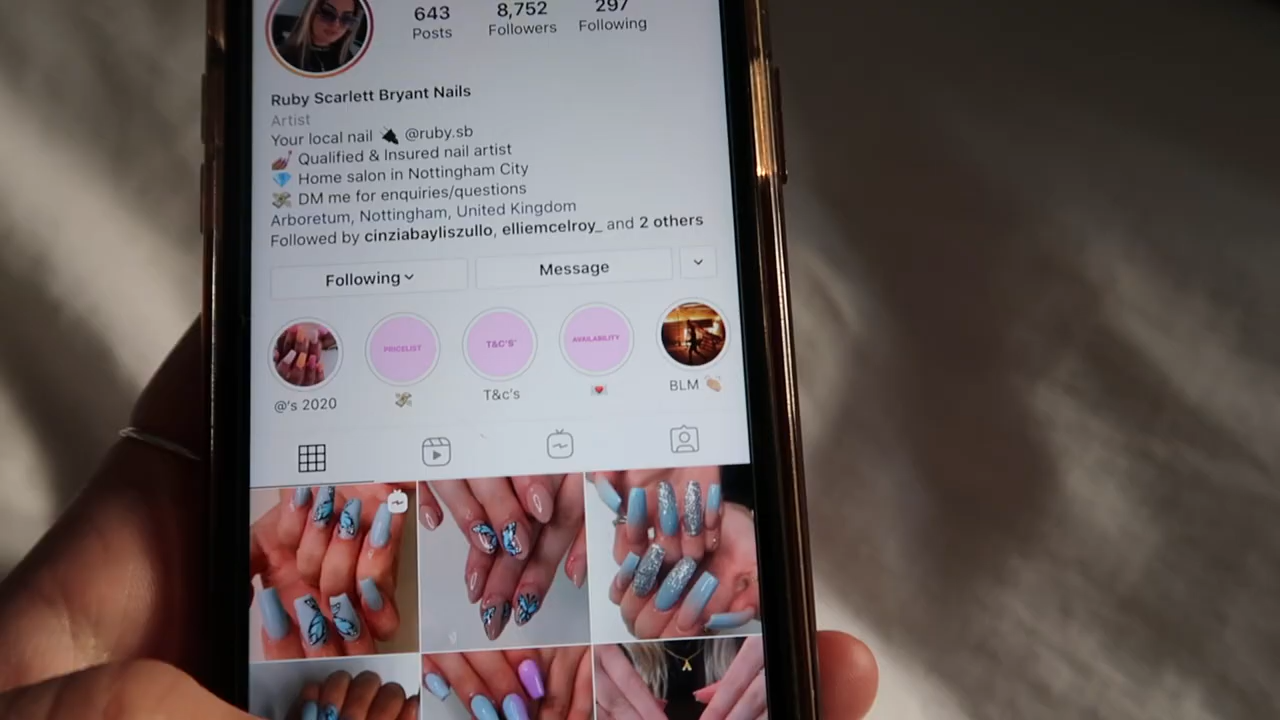 643 8,752 297
Posts Followers Following
Ruby Scarlett Bryant Nails
Artist
Your local nail @ruby.sb
Qualified & Insured nail artist
Home salon in Nottingham City
DM me for enquiries/questions
Arboretum, Nottingham, United Kingdom
Followed by cinziabayliszullo, elliemcelroy_ and 2 others
Following Message
PRICELIST T&C'S' AVAILABILITY
@'s 2020 T&c's BLM